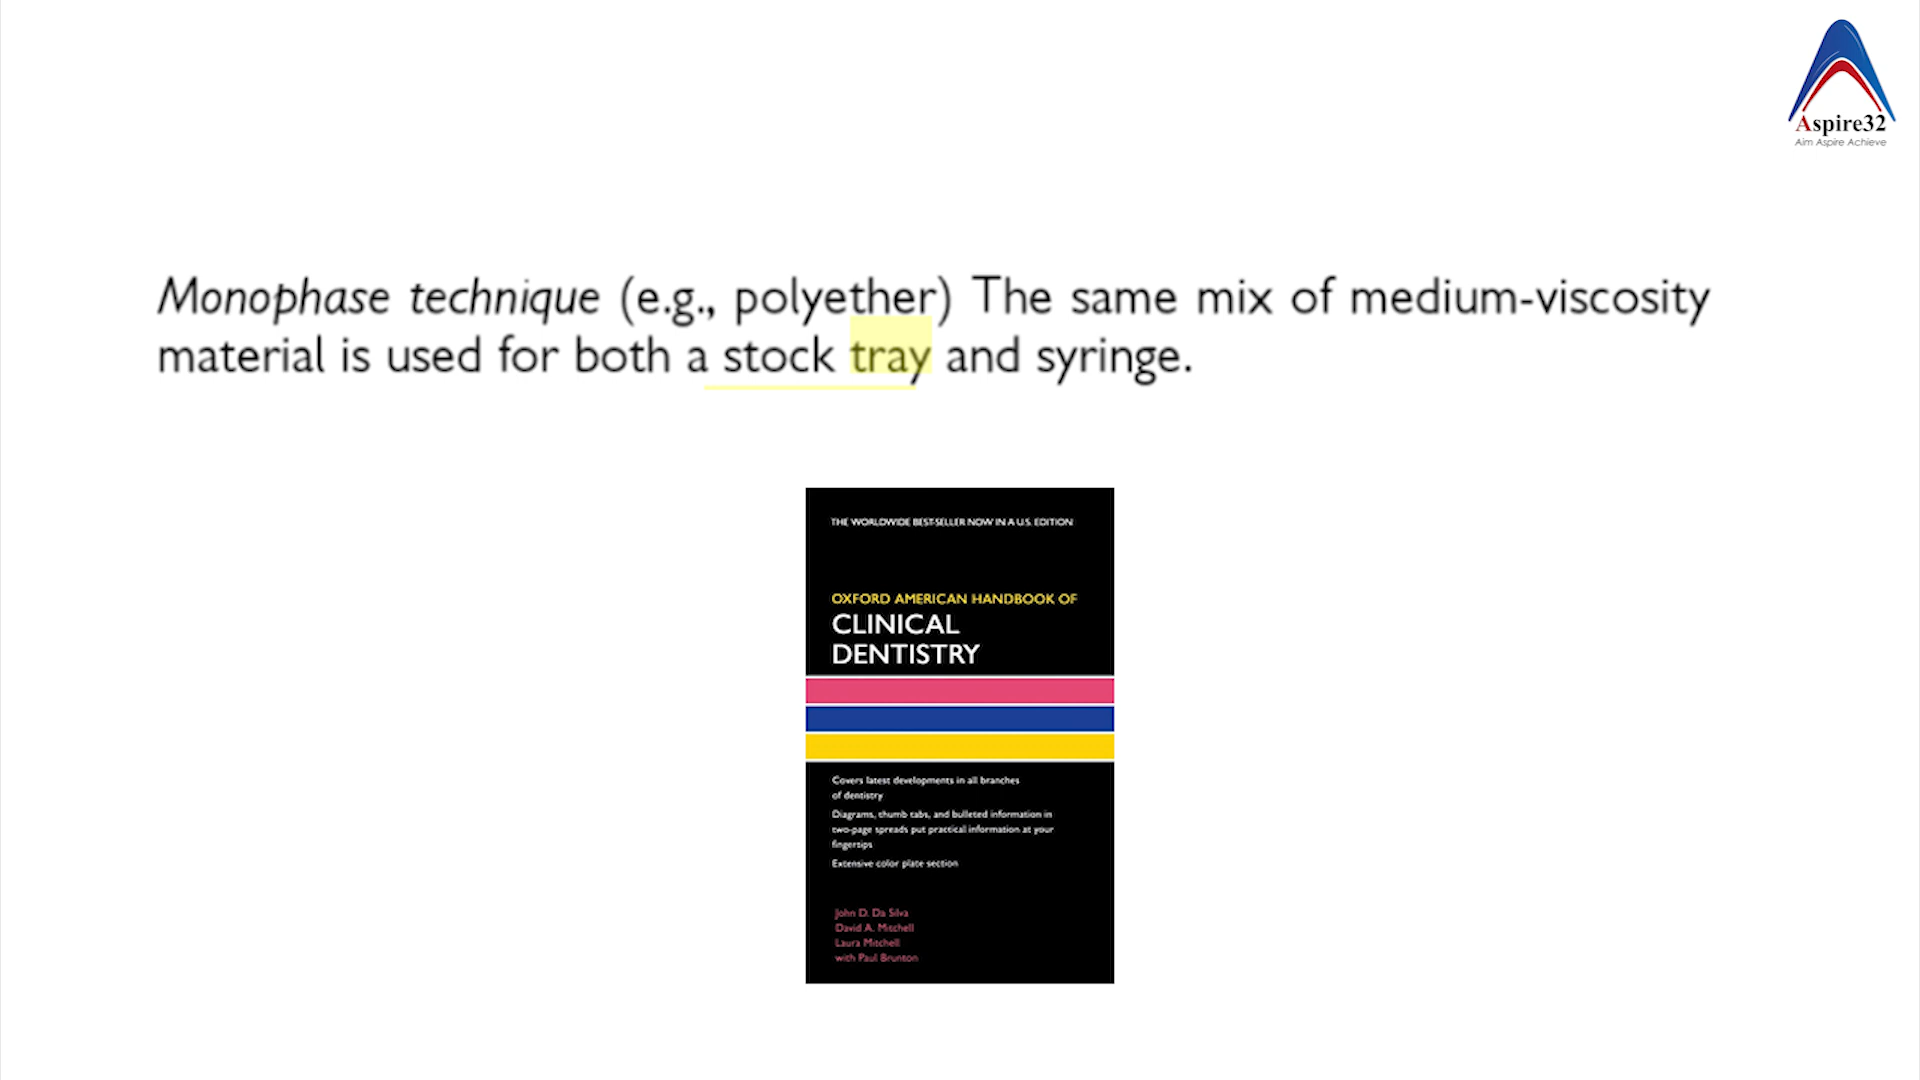 Aspire32
Aim Aspire Achieve
Monophase technique (e.g., polyether) The same mix of medium-viscosity
material is used for both a stock tray and syringe.
THE WORLDWIDE BEST-SELLER NOW IN A U.S. EDITION
OXFORD AMERICAN HANDBOOK OF
CLINICAL
DENTISTRY
Covers latest developments in all branches
of dentistry
Diagrams, thumb tabs, and bulleted information in
two-page spreads put practical information at your
fingertips
Extensive color plate section
John D. Da Silva
David A. Mitchell
Laura Mitchell
with Paul Brunton